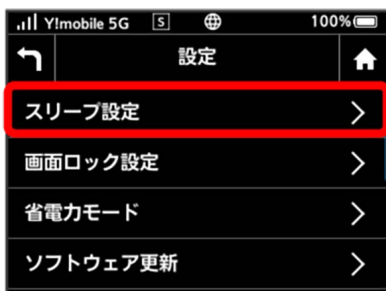 Y!mobile 5G S 100%
設定
スリープ設定
画面ロック設定
省電力モード
ソフトウェア更新